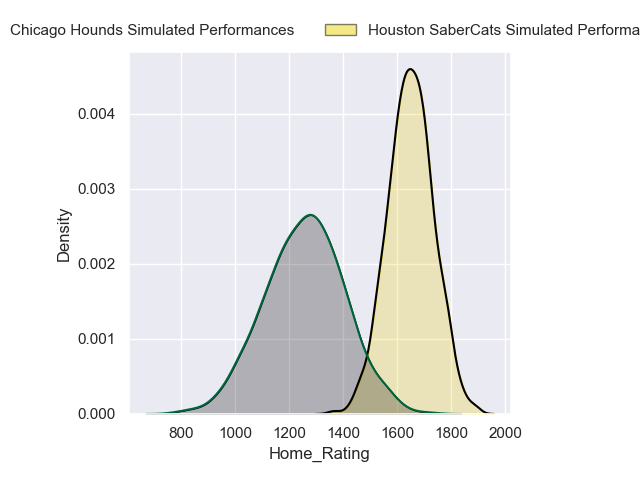 Chicago Hounds Simulated Performances
Houston SaberCats Simulated Performa
0.004
0.003
0.002
0.001
0.000
Density
800 1000 1200 1400 1600 1800 2000
Home_Rating